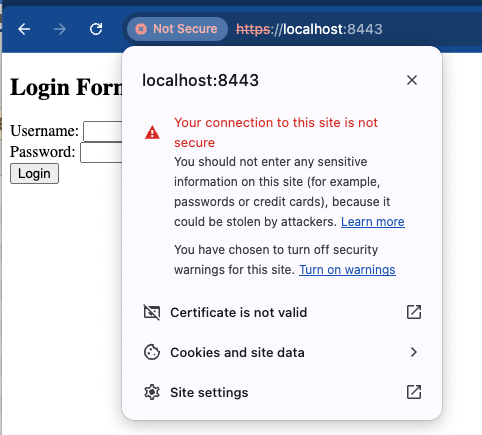 Not Secure https://localhost:8443
localhost:8443
Login Forn
Your connection to this site is not
secure
Username:
Password:
Login
You should not enter any sensitive
information on this site (for example,
passwords or credit cards), because it
could be stolen by attackers. Learn more
You have chosen to turn off security
warnings for this site. Turn on warnings
Certificate is not valid
Cookies and site data
Site settings